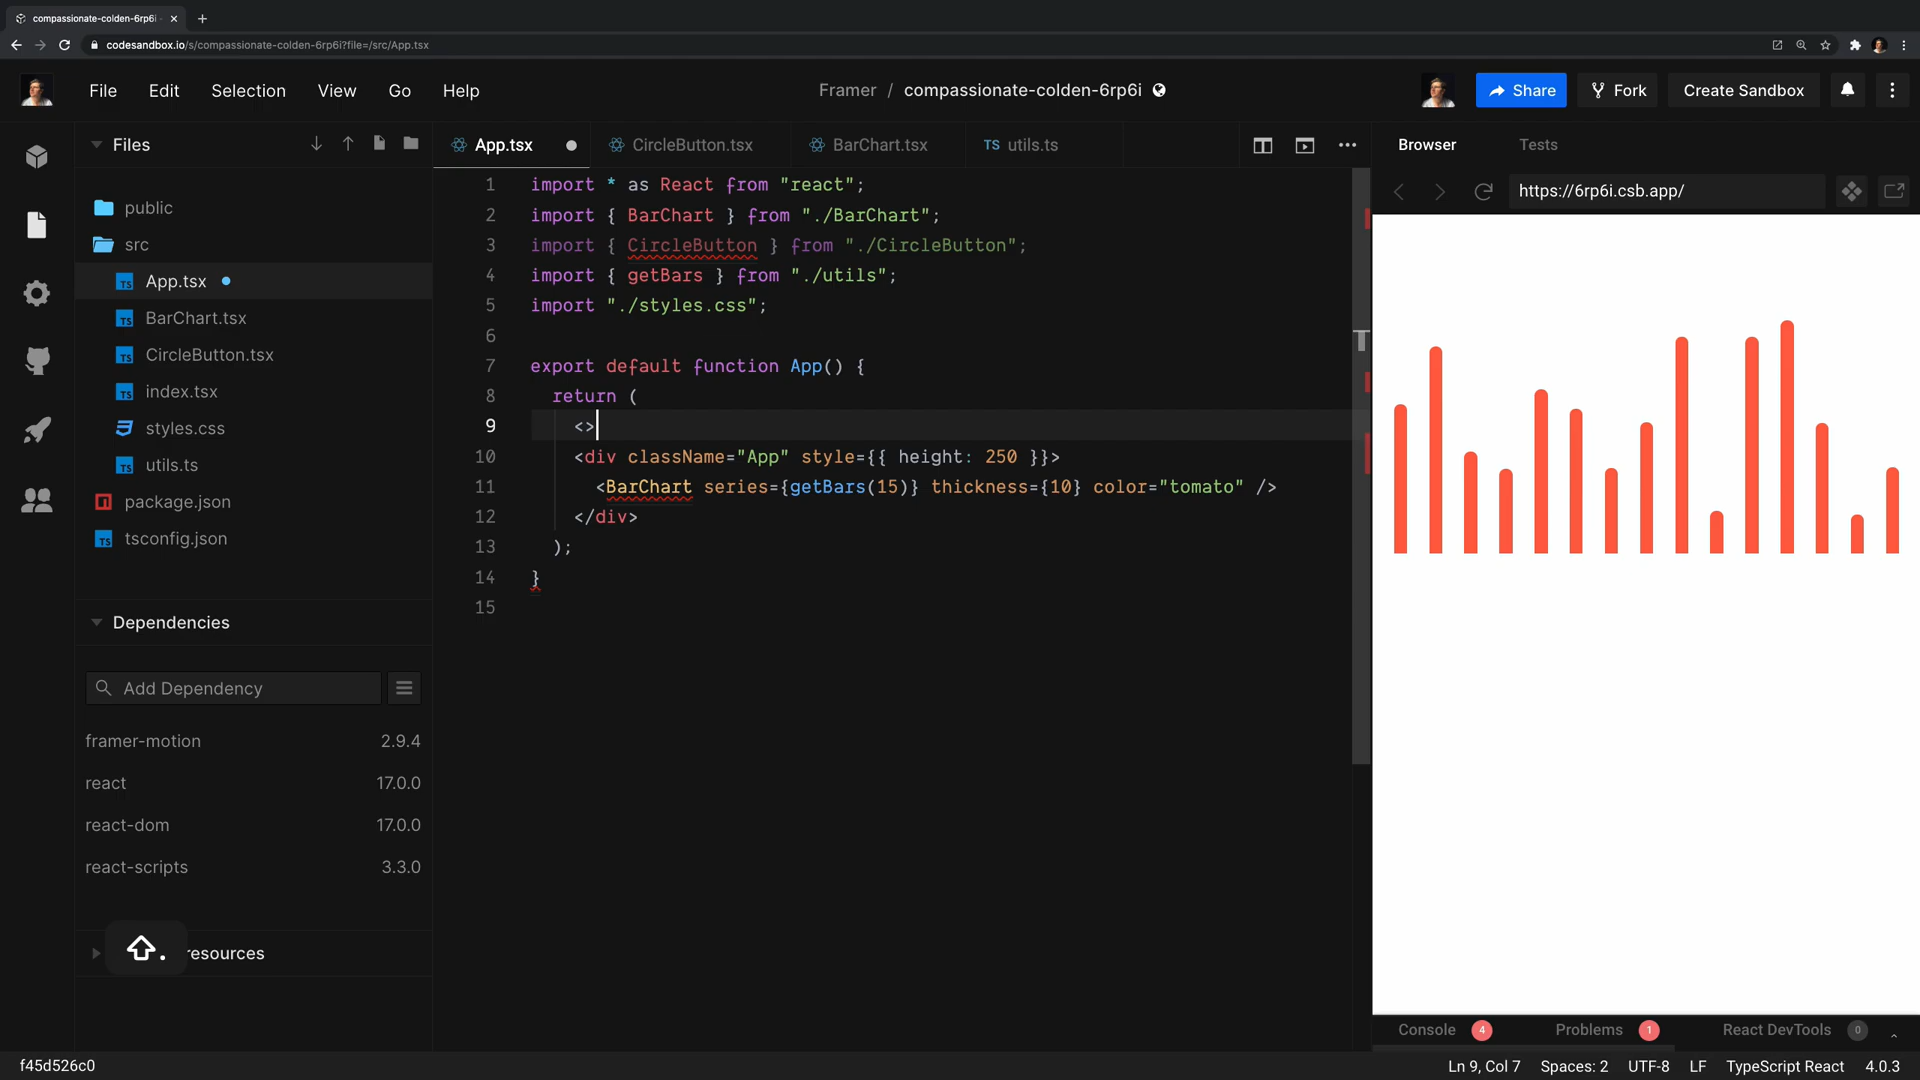 compassionate-colden-6rp6i -
codesandbox.io/s/compassionate-colden-6rp6i?file=/src/App.tsx
File Edit Selection View Go Help
Framer / compassionate-colden-6rp6i
Share Fork Create Sandbox
Files
App.tsx CircleButton.tsx BarChart.tsx TS utils.ts
Browser Tests
https://6rp6i.csb.app/
public
src
TS App.tsx
TS BarChart.tsx
TS CircleButton.tsx
TS index.tsx
styles.css
TS utils.ts
package.json
TS tsconfig.json
1 import * as React from "react";
2 import { BarChart } from "./BarChart";
3 import { CircleButton } from "./CircleButton";
4 import { getBars } from "./utils";
5 import "./styles.css";
6
7 export default function App() {
8 return (
9 <>
10 <div className="App" style={{ height: 250 }}>
11 <BarChart series={getBars(15)} thickness={10} color="tomato" />
12 </div>
13 );
14 }
15
Dependencies
Add Dependency
framer-motion 2.9.4
react 17.0.0
react-dom 17.0.0
react-scripts 3.3.0
resources
Console 4 Problems 1 React DevTools 0
f45d526c0
Ln 9, Col 7 Spaces: 2 UTF-8 LF TypeScript React 4.0.3